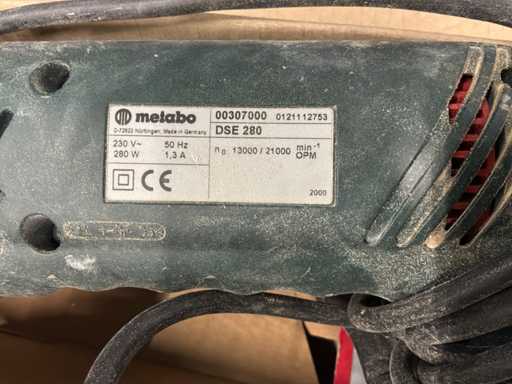 metabo
D-72622 Nürtingen, Made in Germany
00307000 0121112753
DSE 280
230 V~ 50 Hz
280 W 1,3 A
n₀ 13000 / 21000 min⁻¹ OPM
CE
2000